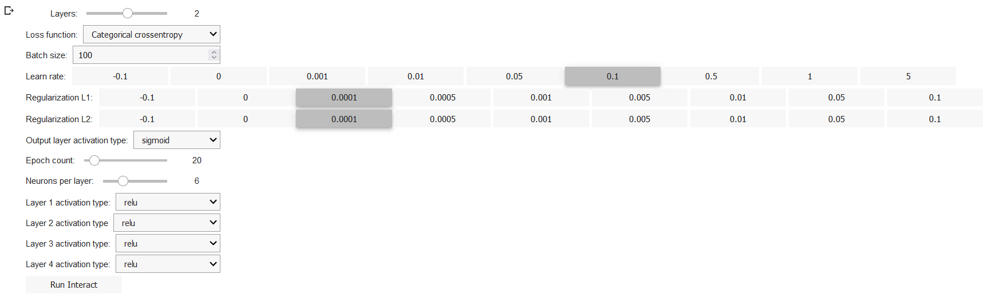 Layers: 2
Loss function: Categorical crossentropy
Batch size: 100
Learn rate: -0.1 0 0.001 0.01 0.05 0.1 0.5 1 5
Regularization L1: -0.1 0 0.0001 0.0005 0.001 0.005 0.01 0.05 0.1
Regularization L2: -0.1 0 0.0001 0.0005 0.001 0.005 0.01 0.05 0.1
Output layer activation type: sigmoid
Epoch count: 20
Neurons per layer: 6
Layer 1 activation type: relu
Layer 2 activation type relu
Layer 3 activation type: relu
Layer 4 activation type: relu
Run Interact